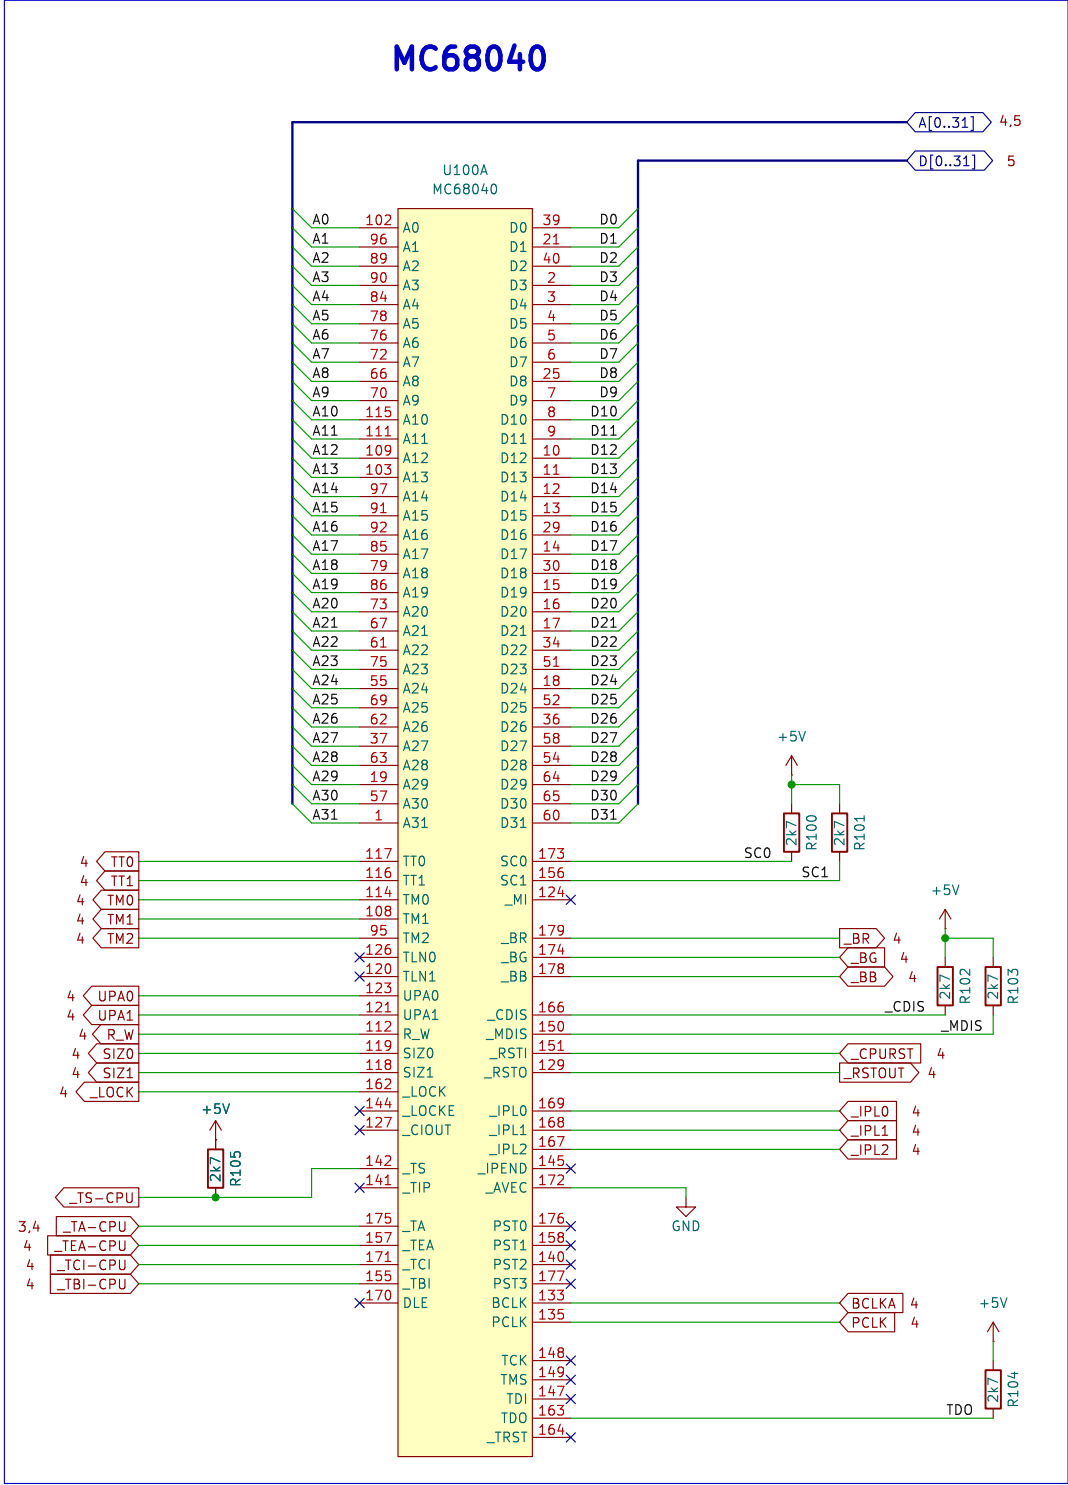 MC68040
A[0..31] 4,5
D[0..31] 5
U100A
MC68040
A0 102 A0 D0 39 D0
A1 96 A1 D1 21 D1
A2 89 A2 D2 40 D2
A3 90 A3 D3 2 D3
A4 84 A4 D4 3 D4
A5 78 A5 D5 4 D5
A6 76 A6 D6 5 D6
A7 72 A7 D7 6 D7
A8 66 A8 D8 25 D8
A9 70 A9 D9 7 D9
A10 115 A10 D10 8 D10
A11 111 A11 D11 9 D11
A12 109 A12 D12 10 D12
A13 103 A13 D13 11 D13
A14 97 A14 D14 12 D14
A15 91 A15 D15 13 D15
A16 92 A16 D16 29 D16
A17 85 A17 D17 14 D17
A18 79 A18 D18 30 D18
A19 86 A19 D19 15 D19
A20 73 A20 D20 16 D20
A21 67 A21 D21 17 D21
A22 61 A22 D22 34 D22
A23 75 A23 D23 51 D23
A24 55 A24 D24 18 D24
A25 69 A25 D25 52 D25
A26 62 A26 D26 36 D26
A27 37 A27 D27 58 D27
+5V
A28 63 A28 D28 54 D28
A29 19 A29 D29 64 D29
A30 57 A30 D30 65 D30
A31 1 A31 D31 60 D31
2k7 R100 2k7 R101
4 TT0 117 TT0 SC0 173 SC0
4 TT1 116 TT1 SC1 156 SC1
+5V
4 TM0 114 TM0 _MI 124
4 TM1 108 TM1
4 TM2 95 TM2 _BR 179 _BR 4
126 TLN0 _BG 174 _BG 4
120 TLN1 _BB 178 _BB 4
2k7 R102 2k7 R103
4 UPA0 123 UPA0
4 UPA1 121 UPA1 _CDIS 166 _CDIS
4 R_W 112 R_W _MDIS 150 _MDIS
4 SIZ0 119 SIZ0 _RSTI 151 _CPURST 4
4 SIZ1 118 SIZ1 _RSTO 129 _RSTOUT 4
4 _LOCK 162 _LOCK
+5V
144 _LOCKE _IPL0 169 _IPL0 4
127 _CIOUT _IPL1 168 _IPL1 4
_IPL2 167 _IPL2 4
2k7 R105
142 _TS _IPEND 145
141 _TIP _AVEC 172
_TS-CPU
GND
3,4 _TA-CPU 175 _TA PST0 176
4 _TEA-CPU 157 _TEA PST1 158
4 _TCI-CPU 171 _TCI PST2 140
4 _TBI-CPU 155 _TBI PST3 177
170 DLE BCLK 133 BCLKA 4
+5V
PCLK 135 PCLK 4
TCK 148
TMS 149
2k7 R104
TDI 147
TDO 163 TDO
_TRST 164